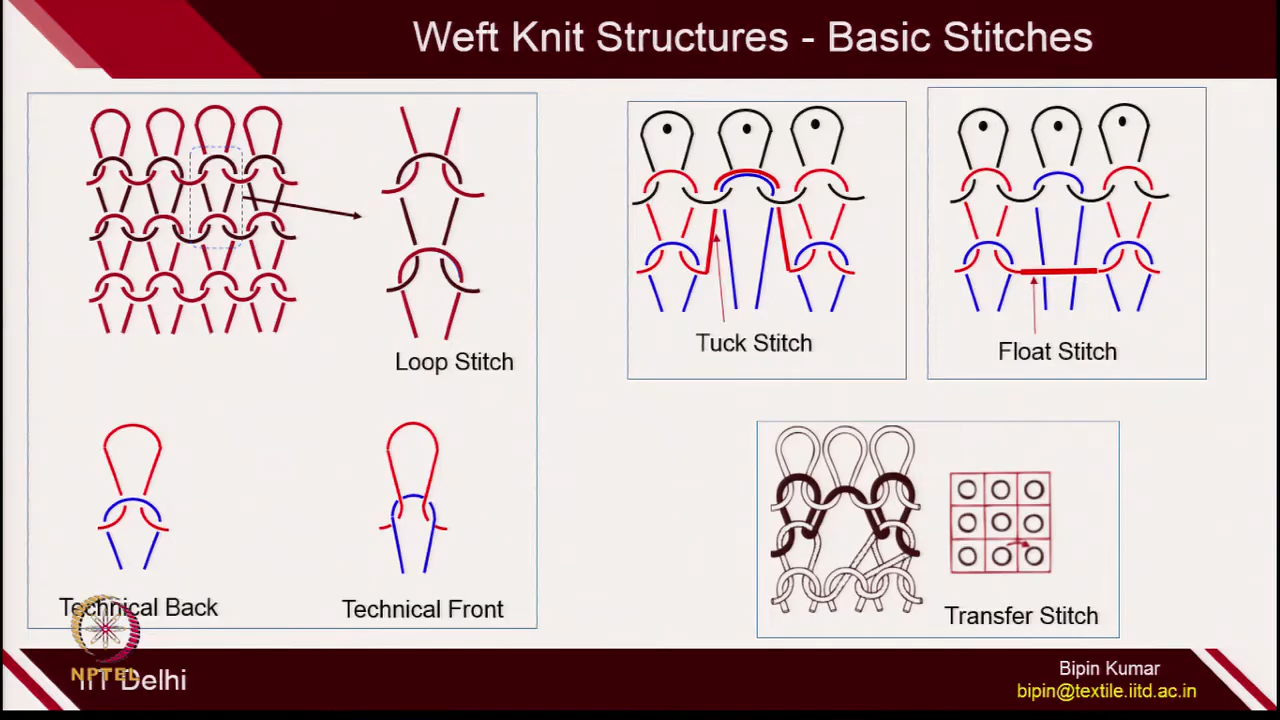 Weft Knit Structures - Basic Stitches
Loop Stitch
Technical Back
Technical Front
Tuck Stitch
Float Stitch
Transfer Stitch
NPTEL
IIT Delhi
Bipin Kumar
bipin@textile.iitd.ac.in